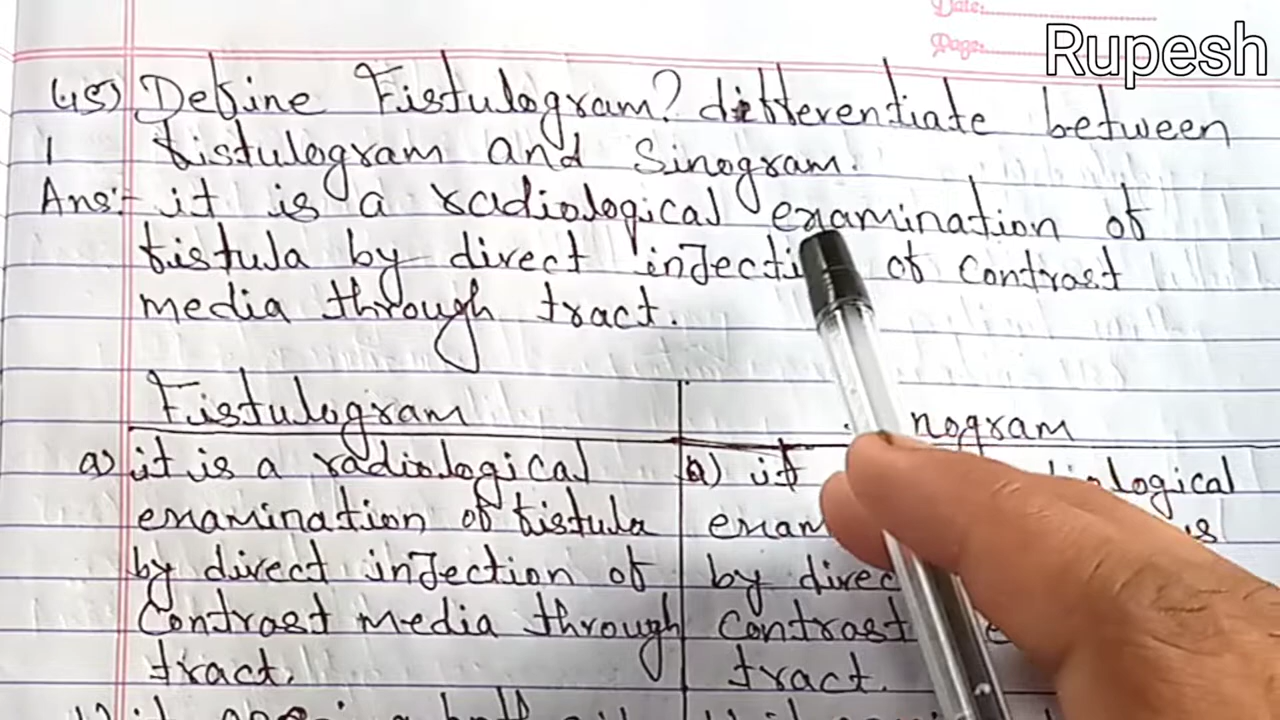 Date:
Page:
Rupesh
Q5) Define Fistulogram? differentiate between
fistulogram and Sinogram.
Ans:- it is a radiological examination of
fistula by direct injection of contrast
media through tract.
Fistulogram
nogram
a) it is a radiological
examination of fistula
by direct injection of
Contrast media through
tract.
a) it ological
exam s
by direc
Contrast
tract.